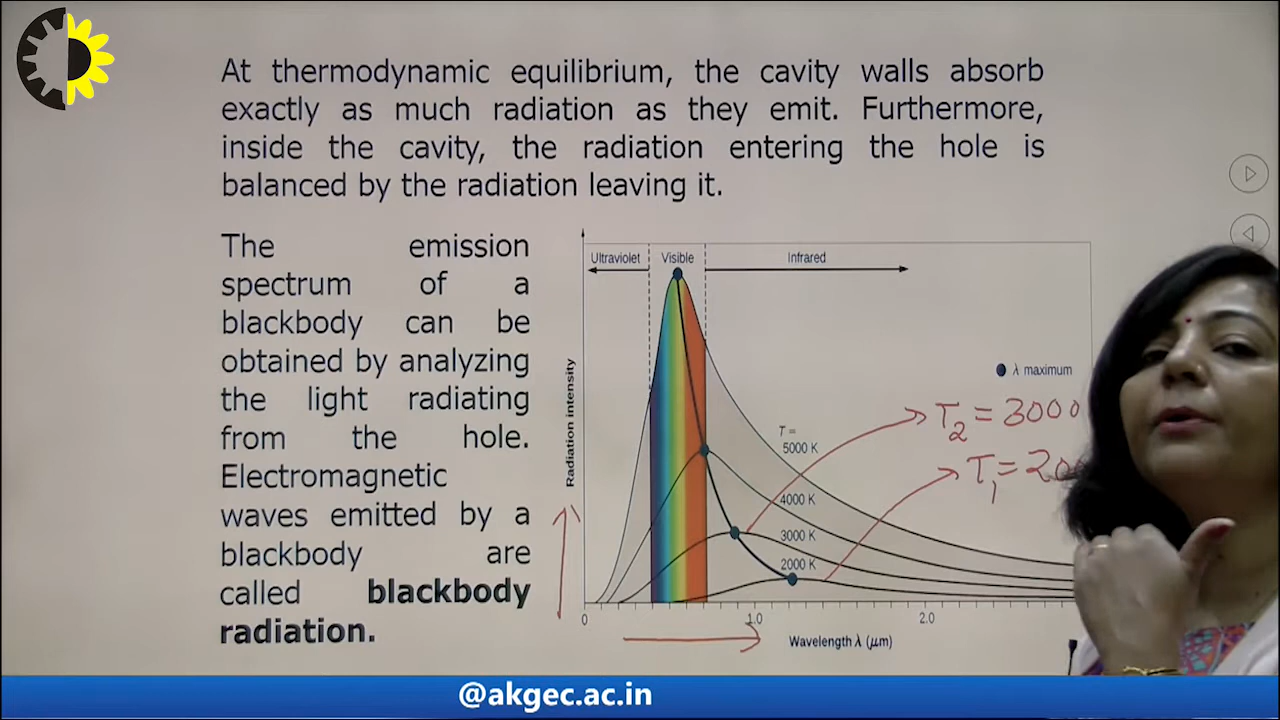 At thermodynamic equilibrium, the cavity walls absorb
exactly as much radiation as they emit. Furthermore,
inside the cavity, the radiation entering the hole is
balanced by the radiation leaving it.
The emission
spectrum of a
blackbody can be
obtained by analyzing
the light radiating
from the hole.
Electromagnetic
waves emitted by a
blackbody are
called blackbody
radiation.
Ultraviolet Visible Infrared
λ maximum
T₂ = 3000
T =
5000 K
T₁ = 200
4000 K
3000 K
2000 K
Radiation intensity
0 1.0 2.0
Wavelength λ (μm)
@akgec.ac.in